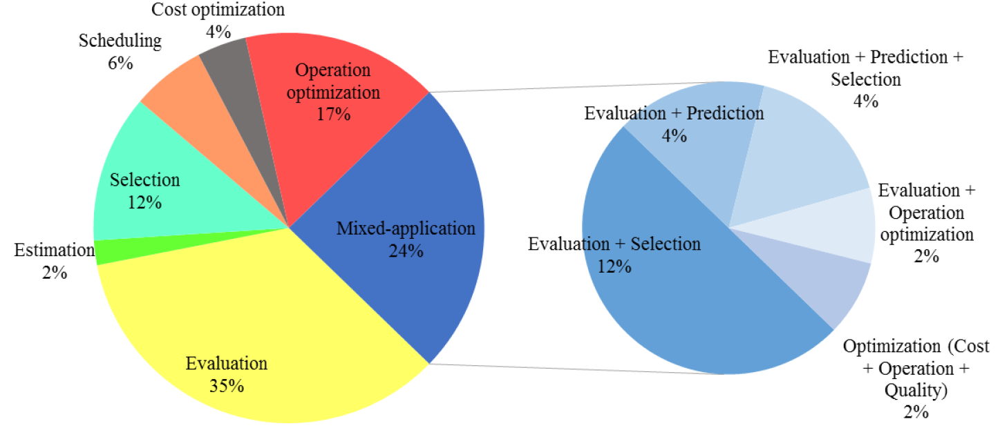 Cost optimization
4%
Scheduling
6%
Operation
optimization
17%
Selection
12%
Mixed-application
24%
Estimation
2%
Evaluation
35%
Evaluation + Prediction +
Selection
4%
Evaluation + Prediction
4%
Evaluation +
Operation
optimization
2%
Evaluation + Selection
12%
Optimization (Cost
+ Operation +
Quality)
2%